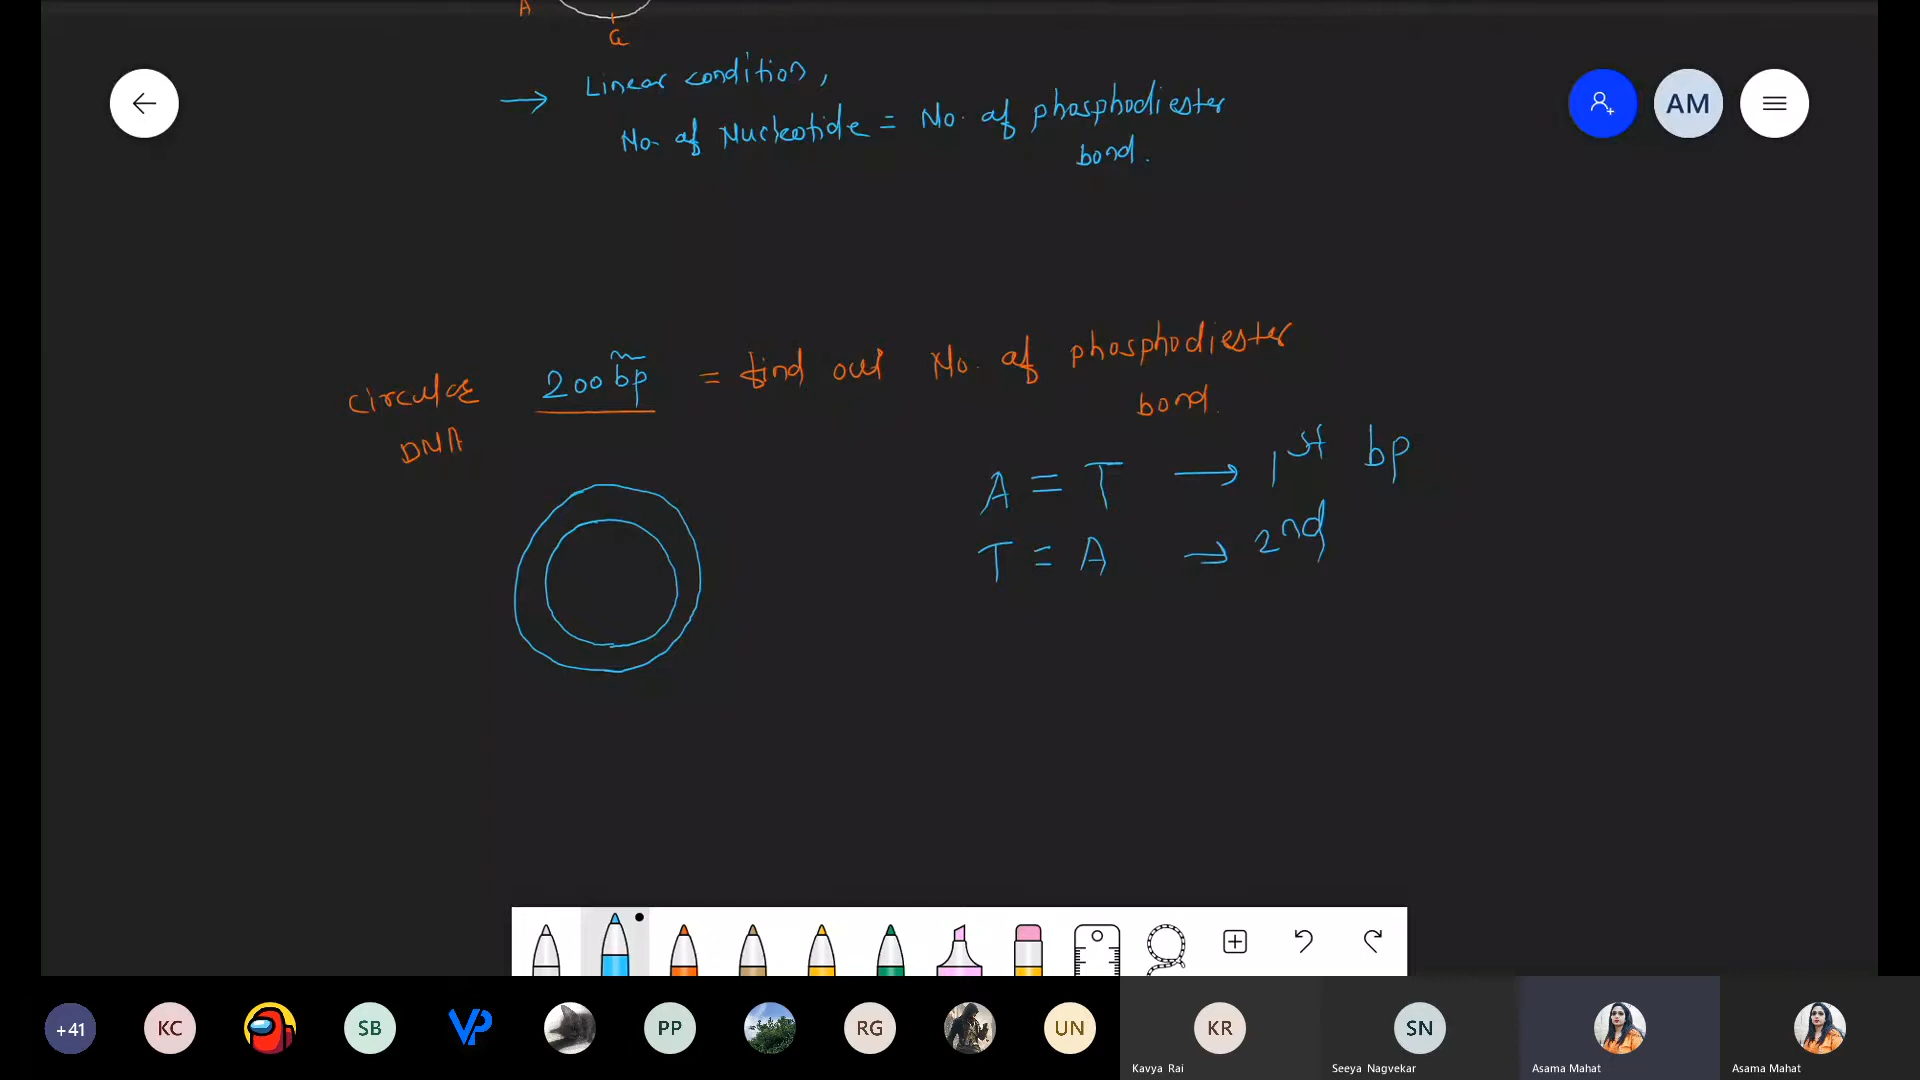 A
G
→ Linear condition,
No. of Nucleotide = No. of phosphodiester
bond.
AM
circular 200 bp = find out No. of phosphodiester
DNA
bond.
A = T → 1st bp
T = A → 2nd
+41
KC
SB
VP
PP
RG
UN
KR
SN
Kavya Rai
Seeya Nagvekar
Asama Mahat
Asama Mahat